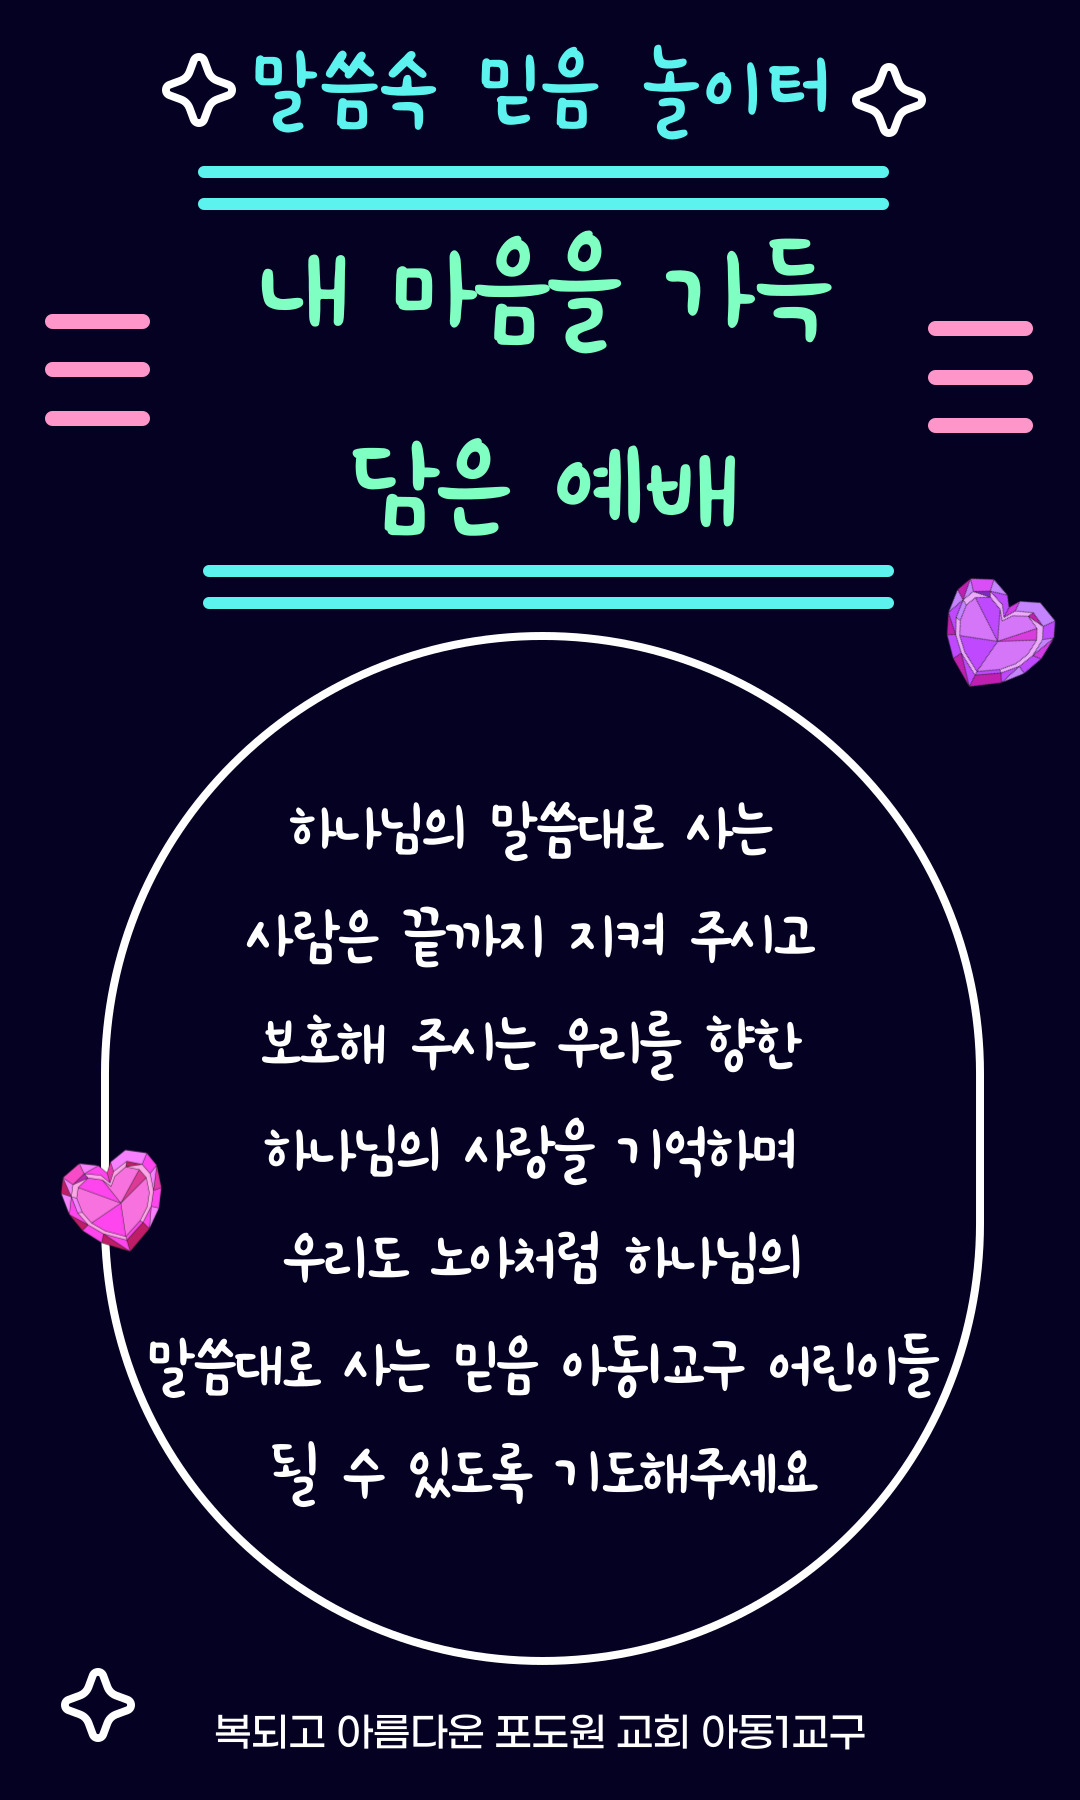 말씀속 믿음 놀이터
내 마음을 가득
담은 예배
하나님의 말씀대로 사는
사람은 끝까지 지켜 주시고
보호해 주시는 우리를 향한
하나님의 사랑을 기억하며
우리도 노아처럼 하나님의
말씀대로 사는 믿음 아동1교구 어린이들
될 수 있도록 기도해주세요
복되고 아름다운 포도원 교회 아동1교구